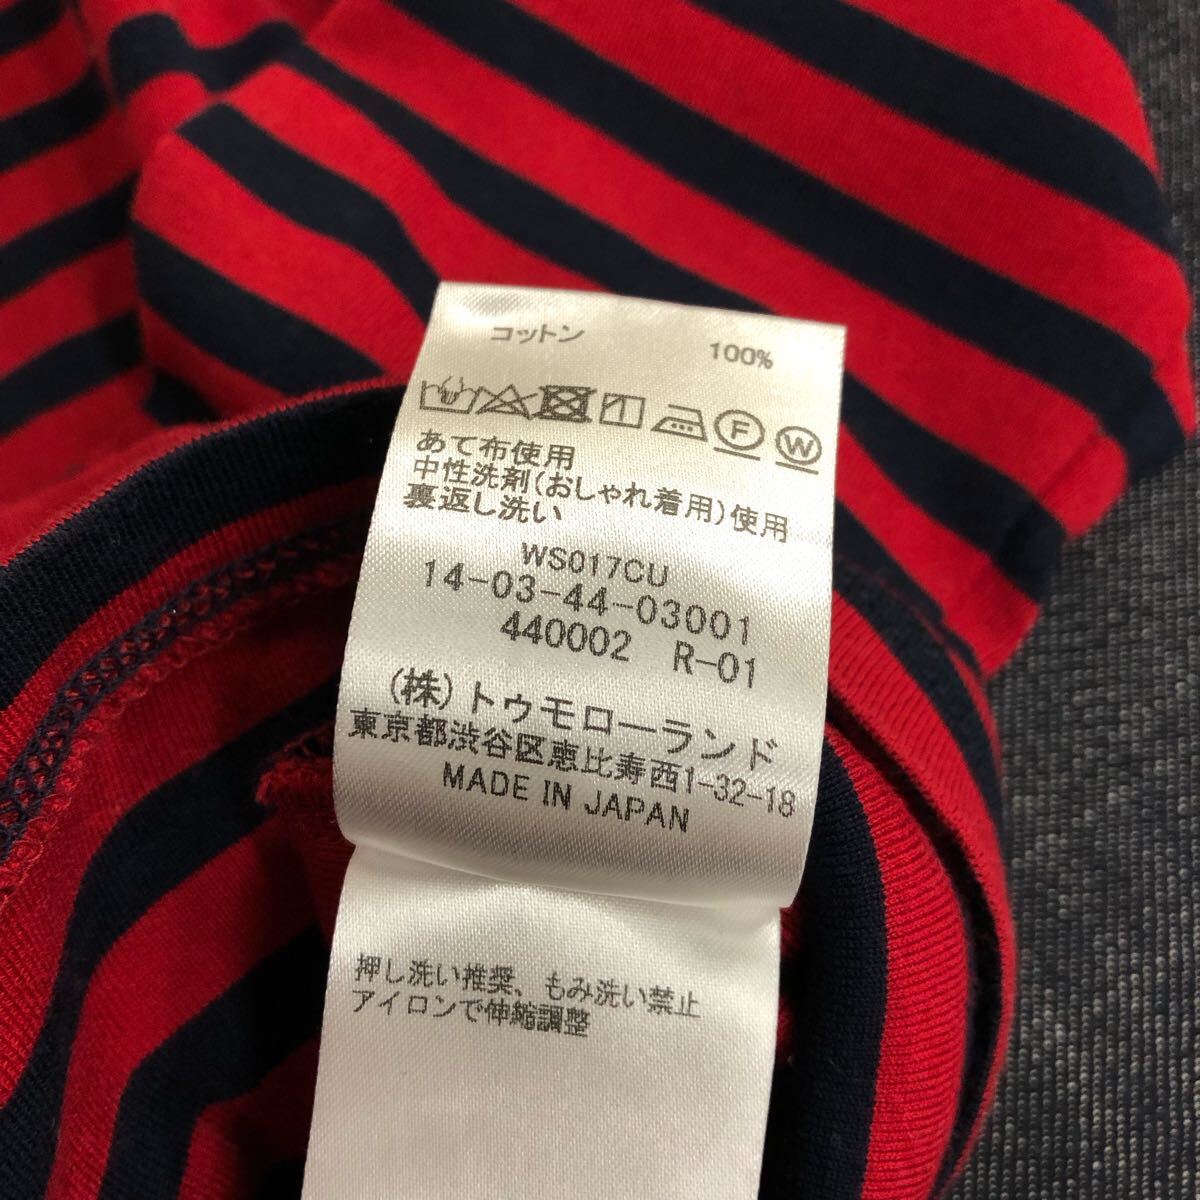 コットン 100%
F W
あて布使用
中性洗剤(おしゃれ着用)使用
裏返し洗い
WS017CU
14-03-44-03001
440002 R-01
(株)トゥモローランド
東京都渋谷区恵比寿西1-32-18
MADE IN JAPAN
押し洗い推奨、もみ洗い禁止
アイロンで伸縮調整